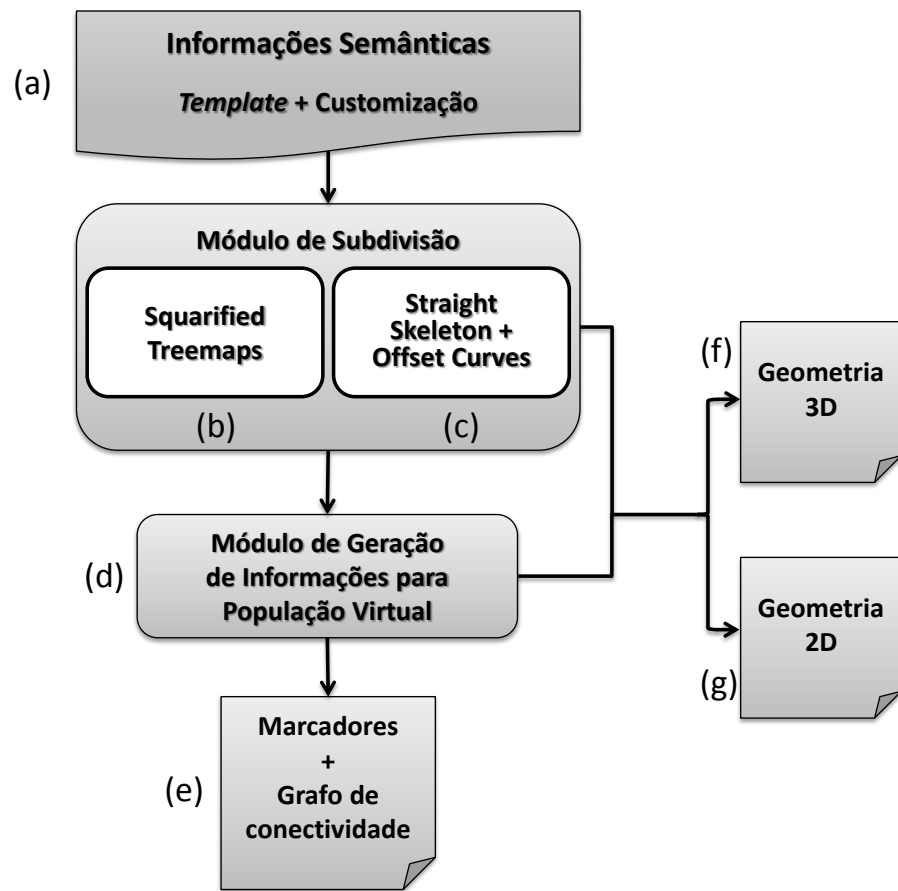 Informações Semânticas
(a)
Template + Customização
Módulo de Subdivisão
Squarified
Treemaps
Straight
Skeleton +
Offset Curves
(b)
(c)
(f)
Geometria
3D
(d)
Módulo de Geração
de Informações para
População Virtual
Geometria
2D
(g)
(e)
Marcadores
+
Grafo de
conectividade